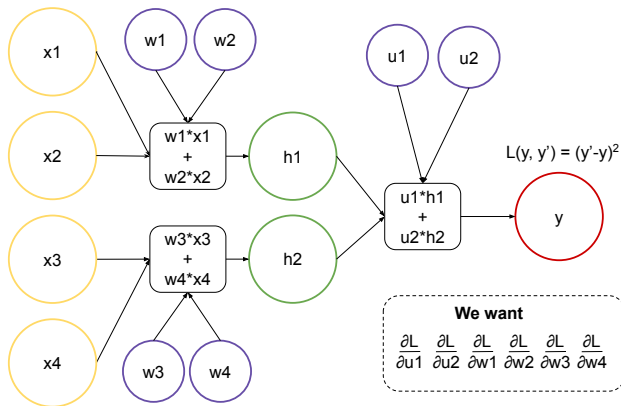 x1
w1
w2
u1
u2
w1*x1
+
w2*x2
x2
h1
L(y, y') = (y'-y)²
u1*h1
+
u2*h2
y
w3*x3
+
w4*x4
x3
h2
x4
w3
w4
We want
∂L/∂u1 ∂L/∂u2 ∂L/∂w1 ∂L/∂w2 ∂L/∂w3 ∂L/∂w4